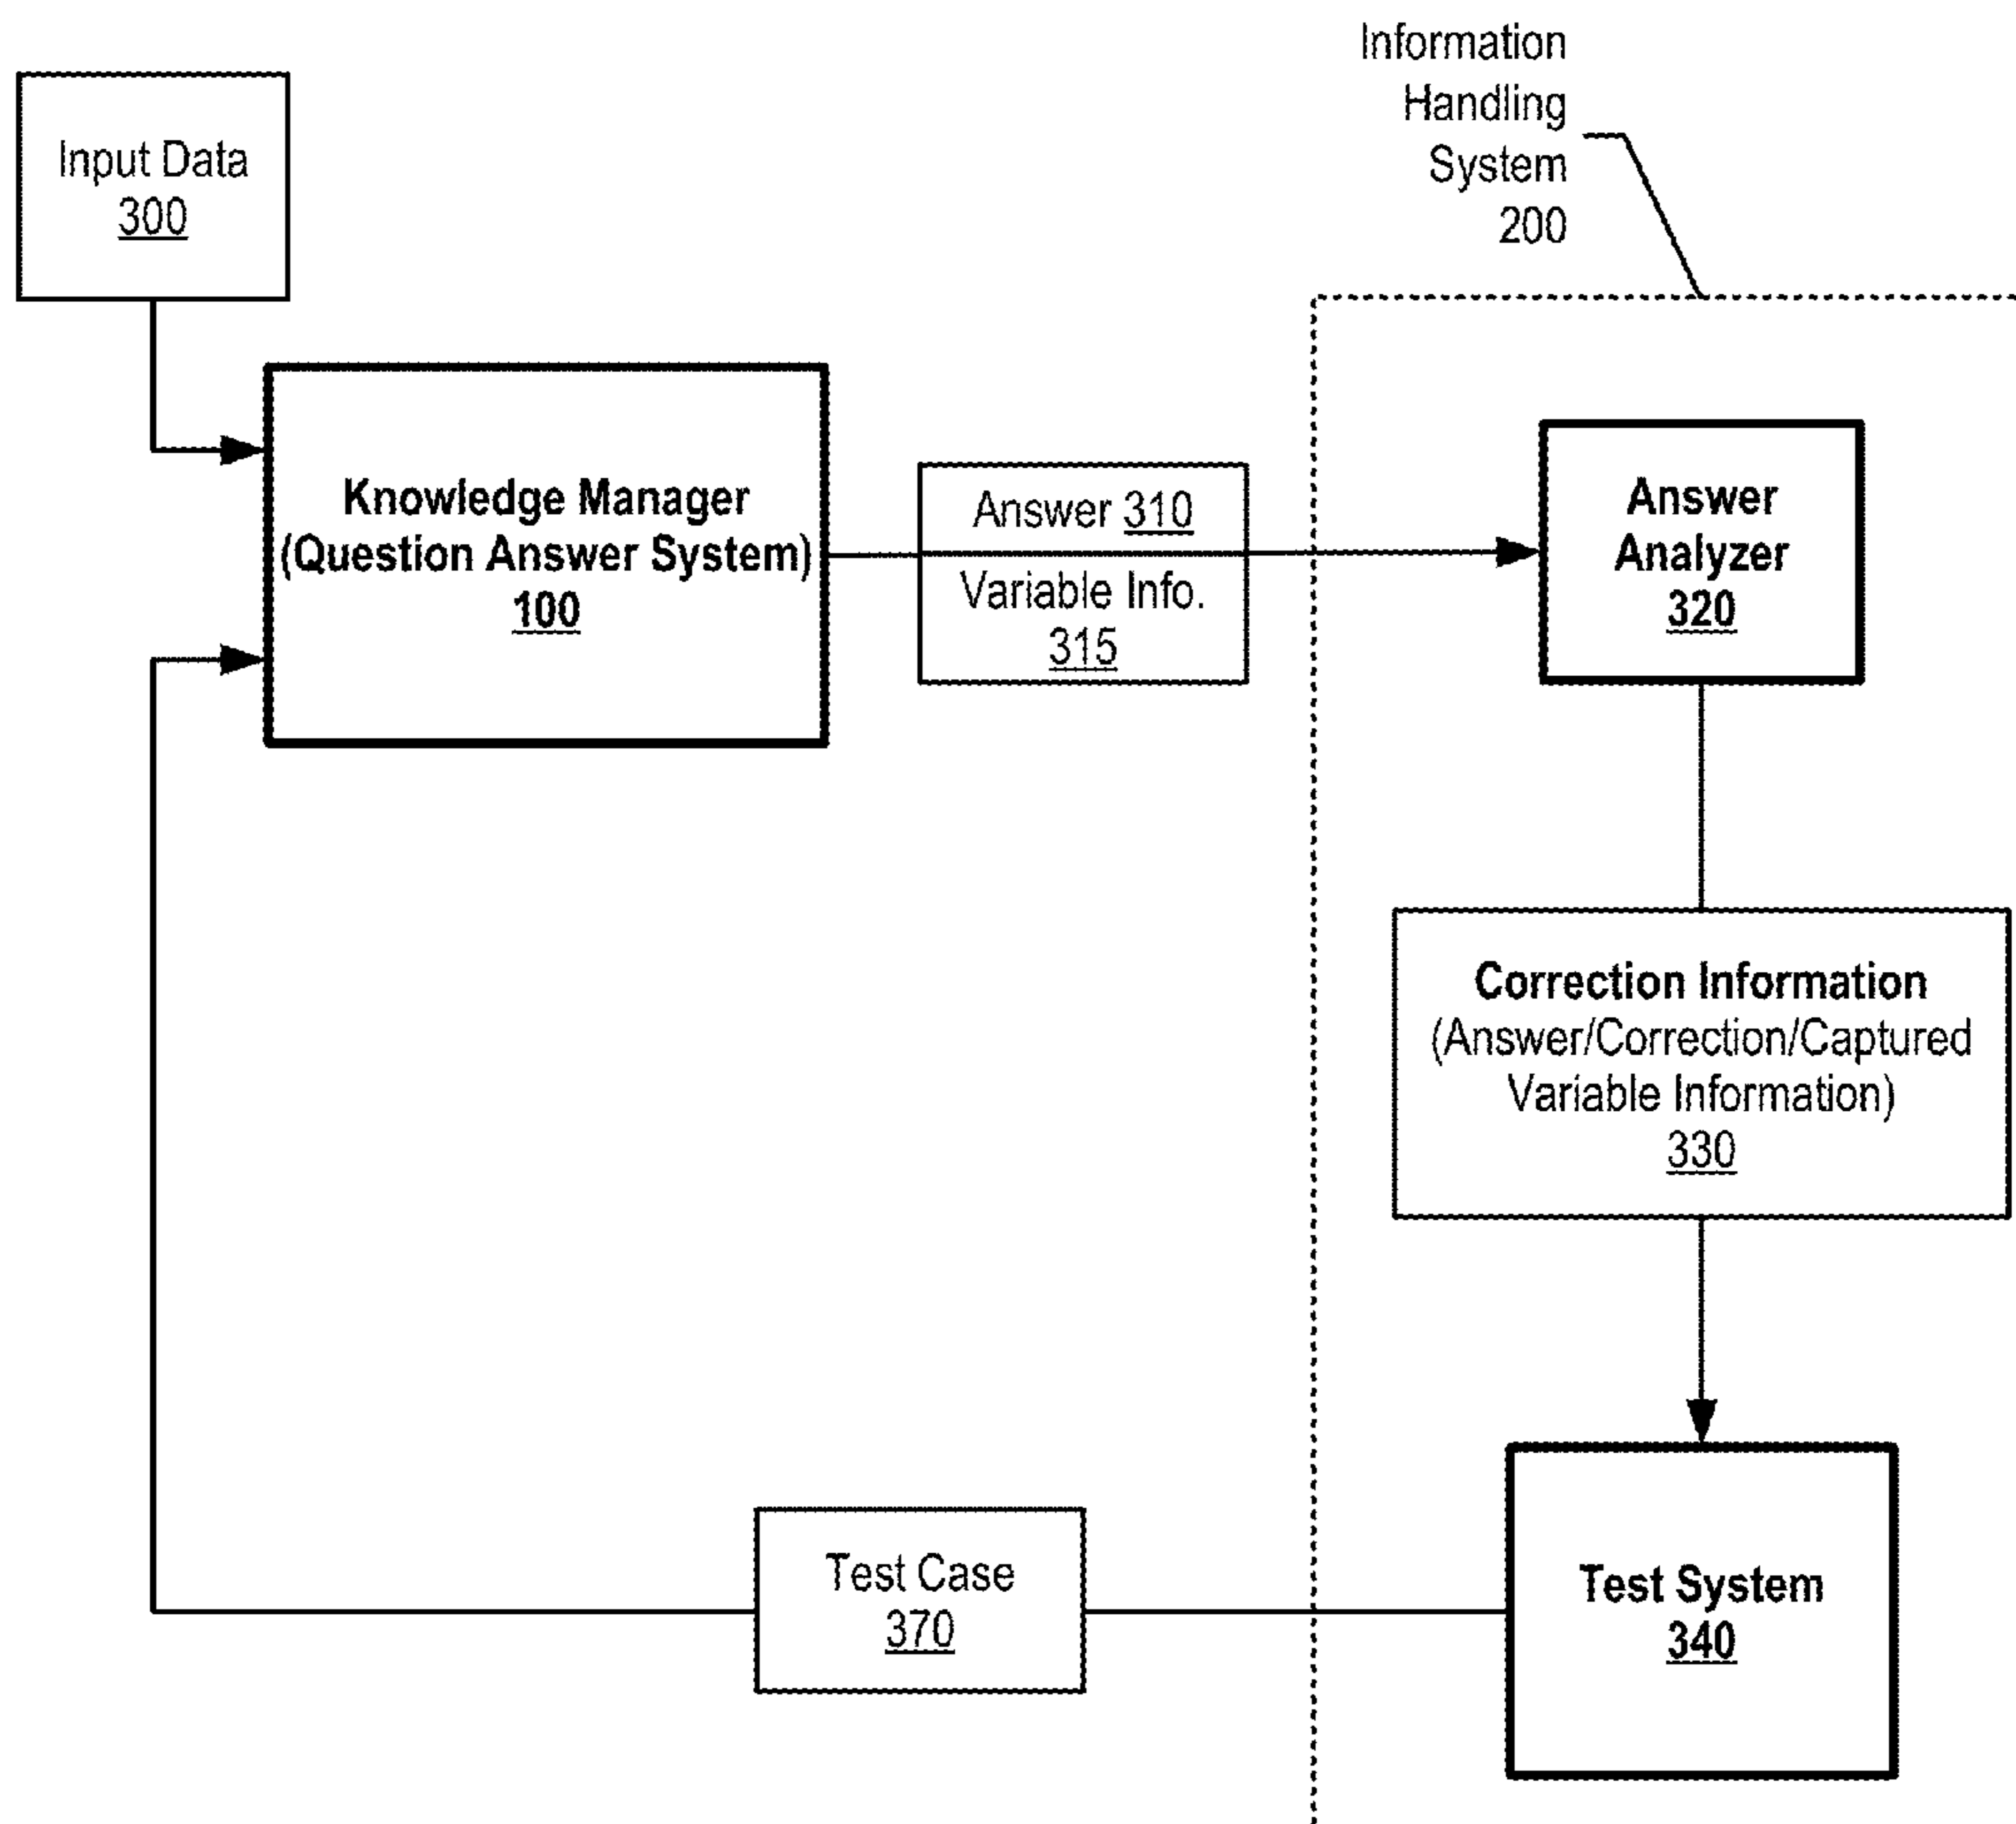 Information
Handling
System
200
Input Data
300
Knowledge Manager
(Question Answer System)
100
Answer 310
Variable Info.
315
Answer
Analyzer
320
Correction Information
(Answer/Correction/Captured
Variable Information)
330
Test Case
370
Test System
340